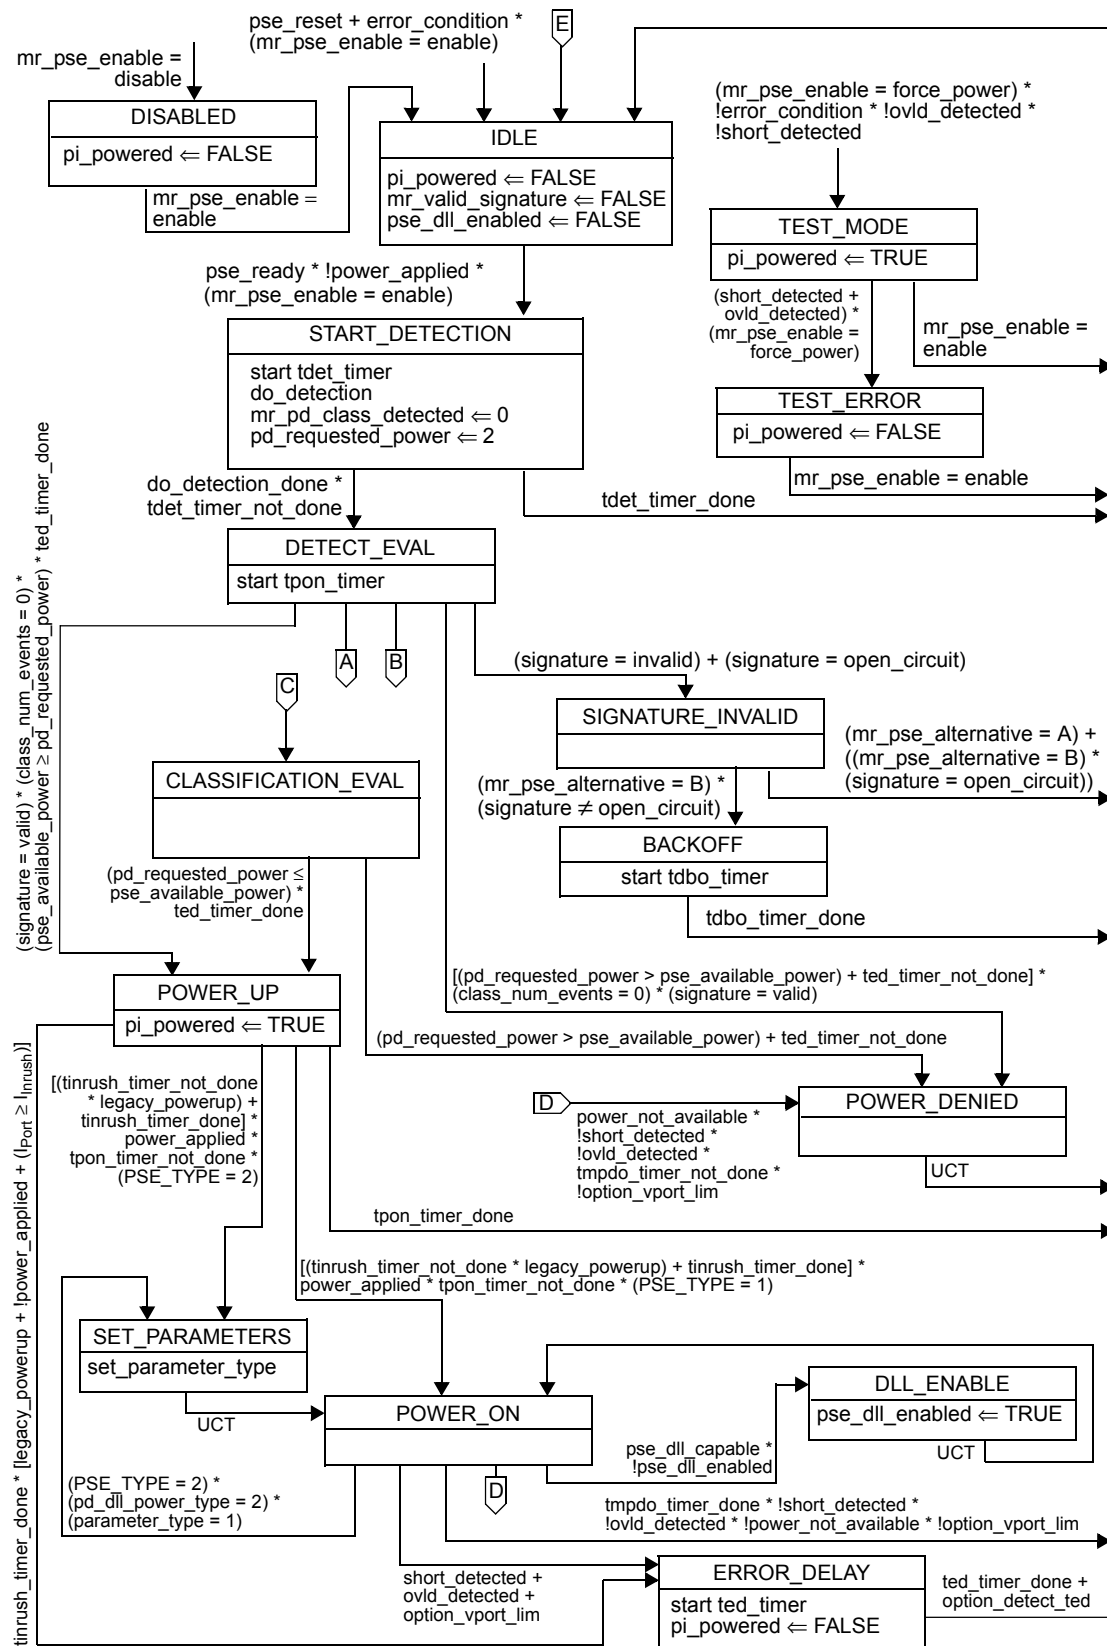 pse_reset + error_condition *
(mr_pse_enable = enable)
E
mr_pse_enable =
disable
DISABLED
pi_powered ⇐ FALSE
mr_pse_enable =
enable
IDLE
pi_powered ⇐ FALSE
mr_valid_signature ⇐ FALSE
pse_dll_enabled ⇐ FALSE
(mr_pse_enable = force_power) *
!error_condition * !ovld_detected *
!short_detected
TEST_MODE
pi_powered ⇐ TRUE
(short_detected +
ovld_detected) *
(mr_pse_enable =
force_power)
mr_pse_enable =
enable
TEST_ERROR
pi_powered ⇐ FALSE
mr_pse_enable = enable
pse_ready * !power_applied *
(mr_pse_enable = enable)
START_DETECTION
start tdet_timer
do_detection
mr_pd_class_detected ⇐ 0
pd_requested_power ⇐ 2
do_detection_done *
tdet_timer_not_done
tdet_timer_done
DETECT_EVAL
start tpon_timer
(signature = valid) * (class_num_events = 0) *
(pse_available_power ≥ pd_requested_power) * ted_timer_done
A
B
C
(signature = invalid) + (signature = open_circuit)
SIGNATURE_INVALID
(mr_pse_alternative = A) +
((mr_pse_alternative = B) *
(signature = open_circuit))
(mr_pse_alternative = B) *
(signature ≠ open_circuit)
BACKOFF
start tdbo_timer
tdbo_timer_done
CLASSIFICATION_EVAL
(pd_requested_power ≤
pse_available_power) *
ted_timer_done
[(pd_requested_power > pse_available_power) + ted_timer_not_done] *
(class_num_events = 0) * (signature = valid)
POWER_UP
pi_powered ⇐ TRUE
(pd_requested_power > pse_available_power) + ted_timer_not_done
[(tinrush_timer_not_done
* legacy_powerup) +
tinrush_timer_done] *
power_applied *
tpon_timer_not_done *
(PSE_TYPE = 2)
D
power_not_available *
!short_detected *
!ovld_detected *
tmpdo_timer_not_done *
!option_vport_lim
POWER_DENIED
UCT
tpon_timer_done
[(tinrush_timer_not_done * legacy_powerup) + tinrush_timer_done] *
power_applied * tpon_timer_not_done * (PSE_TYPE = 1)
tinrush_timer_done * [legacy_powerup + !power_applied + (IPort ≥ IInrush)]
SET_PARAMETERS
set_parameter_type
UCT
POWER_ON
DLL_ENABLE
pse_dll_enabled ⇐ TRUE
UCT
pse_dll_capable *
!pse_dll_enabled
D
(PSE_TYPE = 2) *
(pd_dll_power_type = 2) *
(parameter_type = 1)
tmpdo_timer_done * !short_detected *
!ovld_detected * !power_not_available * !option_vport_lim
short_detected +
ovld_detected +
option_vport_lim
ERROR_DELAY
start ted_timer
pi_powered ⇐ FALSE
ted_timer_done +
option_detect_ted